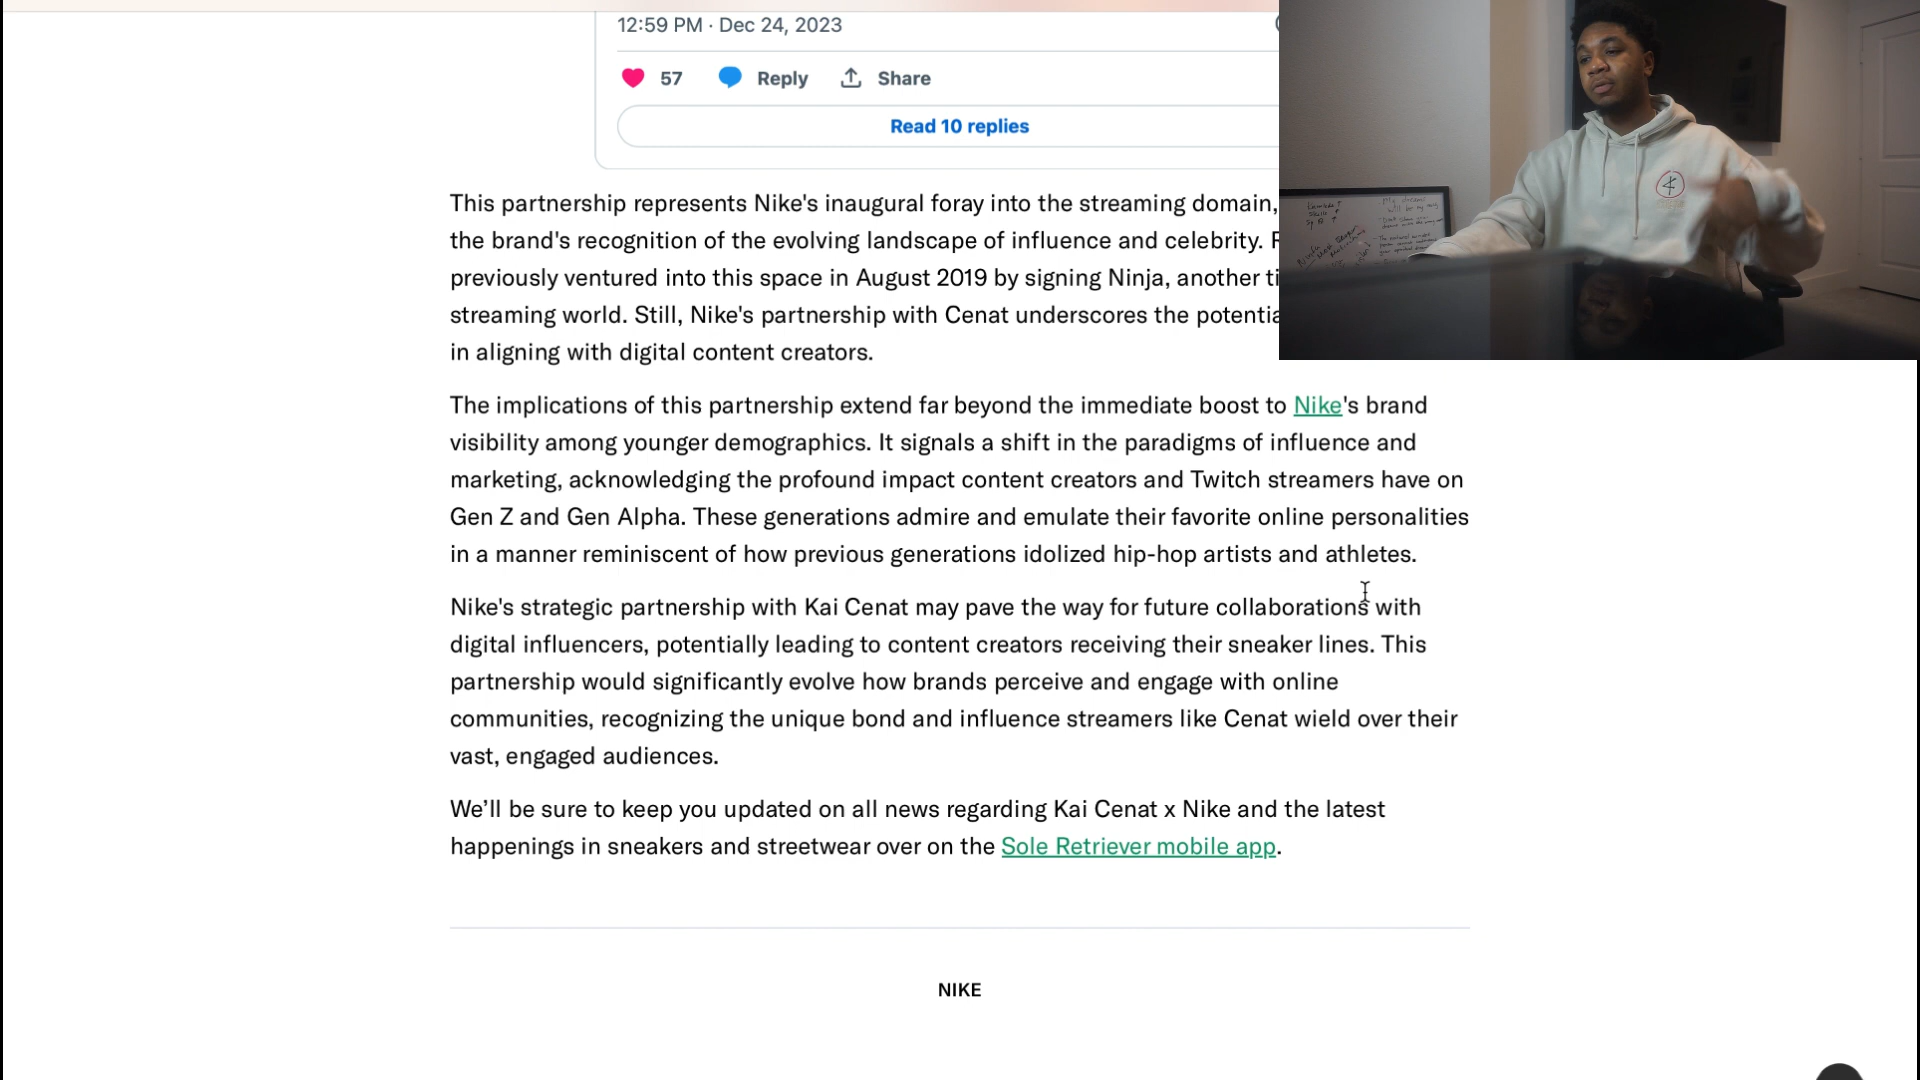 12:59 PM · Dec 24, 2023
57 Reply Share
Read 10 replies
This partnership represents Nike's inaugural foray into the streaming domain,
the brand's recognition of the evolving landscape of influence and celebrity.
previously ventured into this space in August 2019 by signing Ninja, another
streaming world. Still, Nike's partnership with Cenat underscores the
in aligning with digital content creators.
The implications of this partnership extend far beyond the immediate boost to Nike's brand
visibility among younger demographics. It signals a shift in the paradigms of influence and
marketing, acknowledging the profound impact content creators and Twitch streamers have on
Gen Z and Gen Alpha. These generations admire and emulate their favorite online personalities
in a manner reminiscent of how previous generations idolized hip-hop artists and athletes.
Nike's strategic partnership with Kai Cenat may pave the way for future collaborations with
digital influencers, potentially leading to content creators receiving their sneaker lines. This
partnership would significantly evolve how brands perceive and engage with online
communities, recognizing the unique bond and influence streamers like Cenat wield over their
vast, engaged audiences.
We’ll be sure to keep you updated on all news regarding Kai Cenat x Nike and the latest
happenings in sneakers and streetwear over on the Sole Retriever mobile app.
NIKE